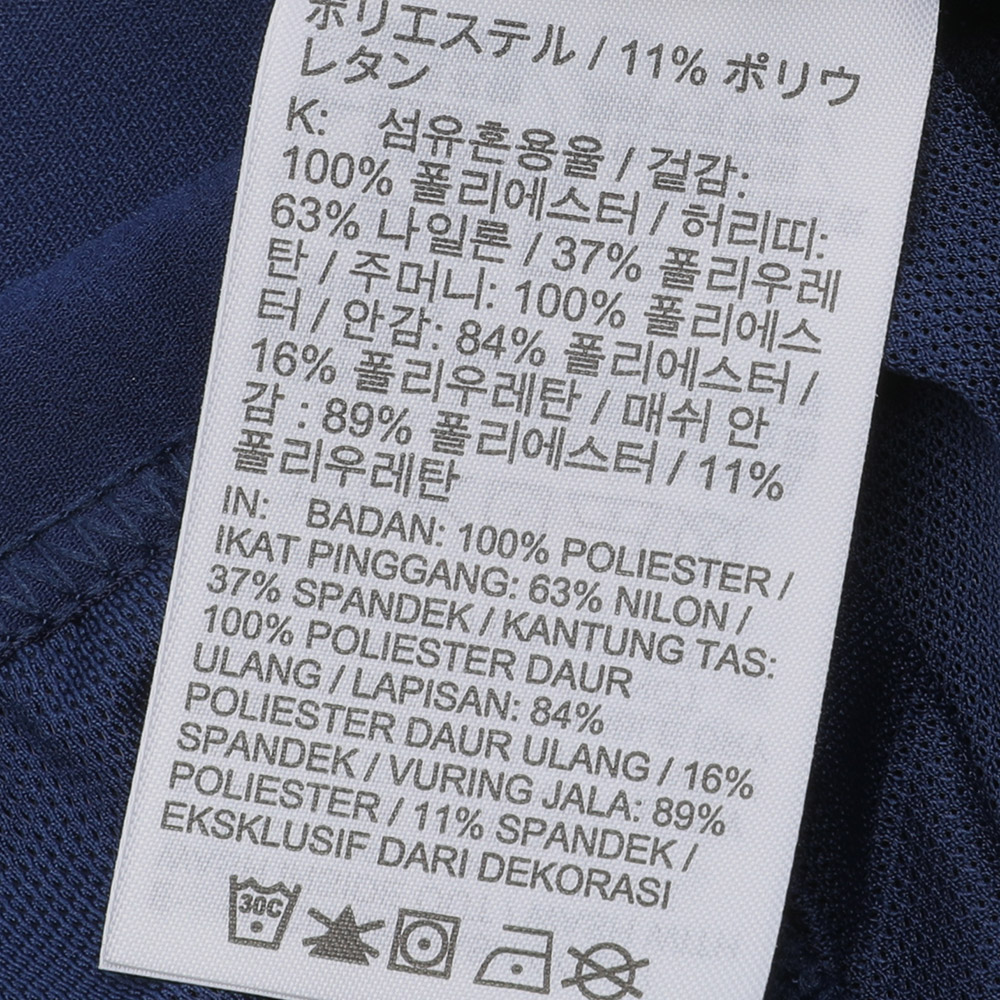 ポリエステル / 11% ポリウ
レタン
K: 섬유혼용율 / 겉감:
100% 폴리에스터 / 허리띠:
63% 나일론 / 37% 폴리우레
탄 / 주머니: 100% 폴리에스
터 / 안감: 84% 폴리에스터 /
16% 폴리우레탄 / 매쉬 안
감 : 89% 폴리에스터 / 11%
폴리우레탄
IN: BADAN: 100% POLIESTER /
IKAT PINGGANG: 63% NILON /
37% SPANDEK / KANTUNG TAS:
100% POLIESTER DAUR
ULANG / LAPISAN: 84%
POLIESTER DAUR ULANG / 16%
SPANDEK / VURING JALA: 89%
POLIESTER / 11% SPANDEK /
EKSKLUSIF DARI DEKORASI
30C